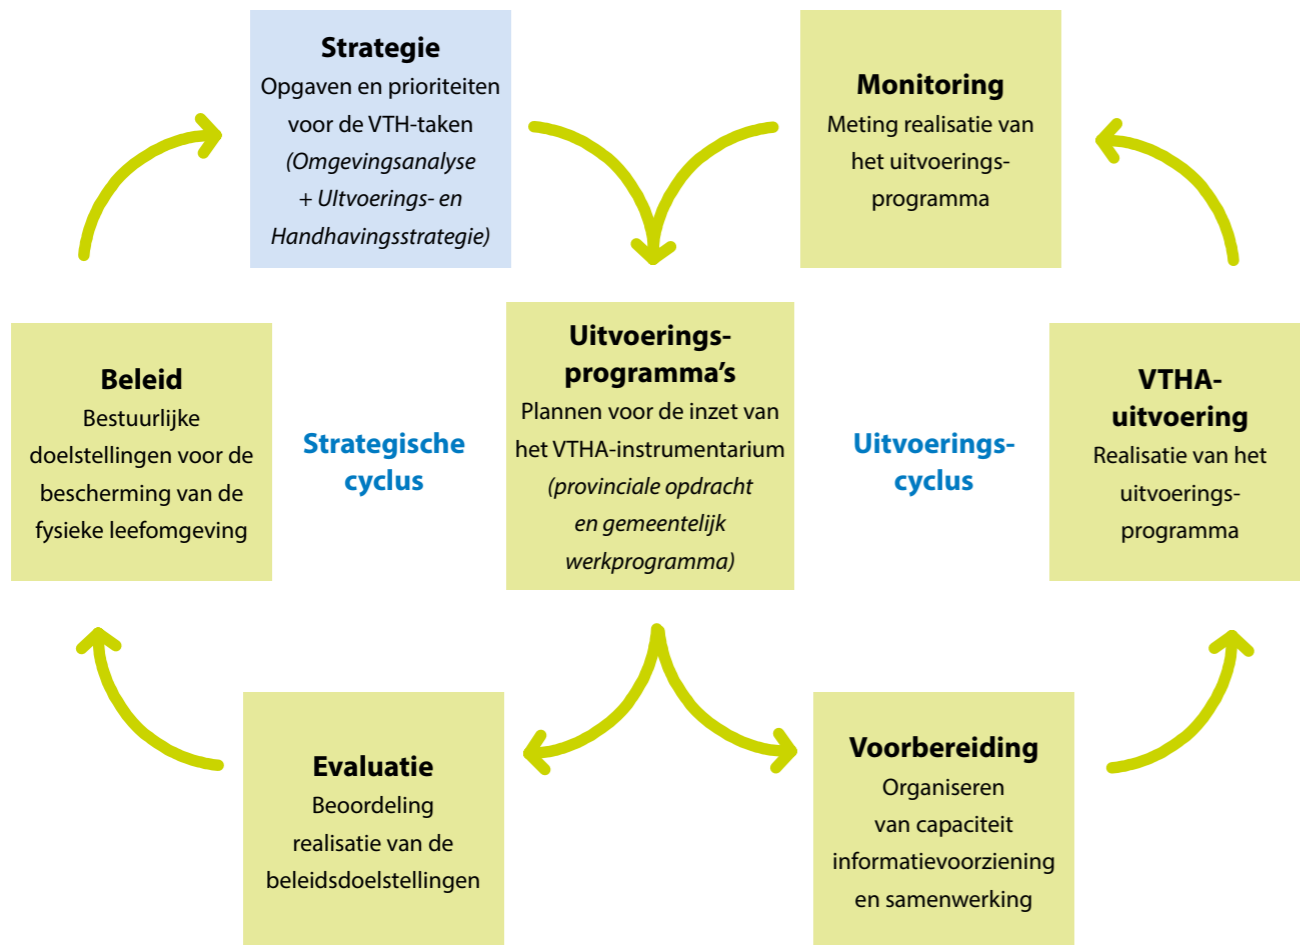 Strategie
Opgaven en prioriteiten
voor de VTH-taken
(Omgevingsanalyse
+ UItvoerings- en
Handhavingsstrategie)
Monitoring
Meting realisatie van
het uitvoerings-
programma
Beleid
Bestuurlijke
doelstellingen voor de
bescherming van de
fysieke leefomgeving
Strategische
cyclus
Uitvoerings-
programma’s
Plannen voor de inzet van
het VTHA-instrumentarium
(provinciale opdracht
en gemeentelijk
werkprogramma)
Uitvoerings-
cyclus
VTHA-
uitvoering
Realisatie van het
uitvoerings-
programma
Evaluatie
Beoordeling
realisatie van de
beleidsdoelstellingen
Voorbereiding
Organiseren
van capaciteit
informatievoorziening
en samenwerking